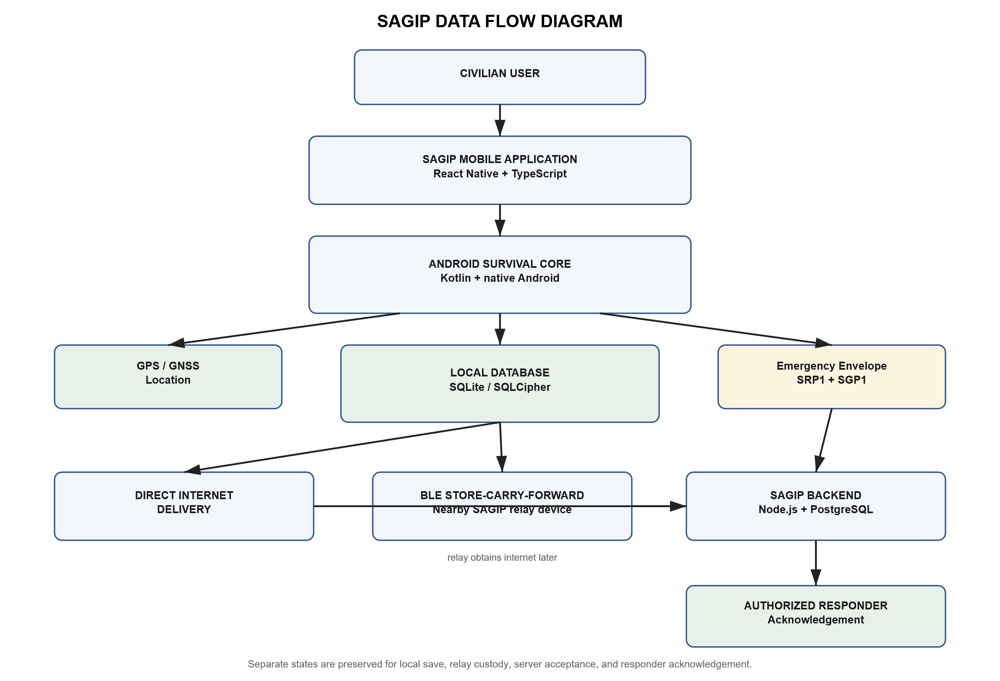 SAGIP DATA FLOW DIAGRAM
CIVILIAN USER
SAGIP MOBILE APPLICATION
React Native + TypeScript
ANDROID SURVIVAL CORE
Kotlin + native Android
GPS / GNSS
Location
LOCAL DATABASE
SQLite / SQLCipher
Emergency Envelope
SRP1 + SGP1
DIRECT INTERNET
DELIVERY
BLE STORE-CARRY-FORWARD
Nearby SAGIP relay device
SAGIP BACKEND
Node.js + PostgreSQL
relay obtains internet later
AUTHORIZED RESPONDER
Acknowledgement
Separate states are preserved for local save, relay custody, server acceptance, and responder acknowledgement.